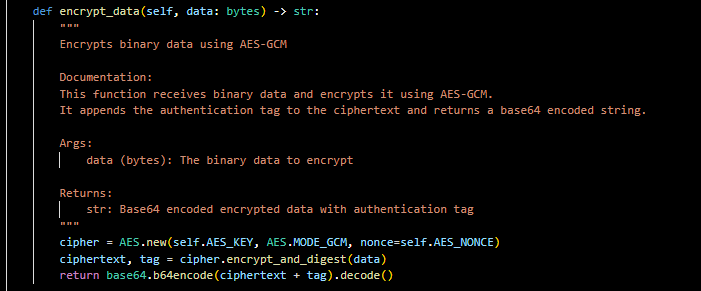 def encrypt_data(self, data: bytes) -> str:
"""
Encrypts binary data using AES-GCM
Documentation:
This function receives binary data and encrypts it using AES-GCM.
It appends the authentication tag to the ciphertext and returns a base64 encoded string.
Args:
data (bytes): The binary data to encrypt
Returns:
str: Base64 encoded encrypted data with authentication tag
"""
cipher = AES.new(self.AES_KEY, AES.MODE_GCM, nonce=self.AES_NONCE)
ciphertext, tag = cipher.encrypt_and_digest(data)
return base64.b64encode(ciphertext + tag).decode()